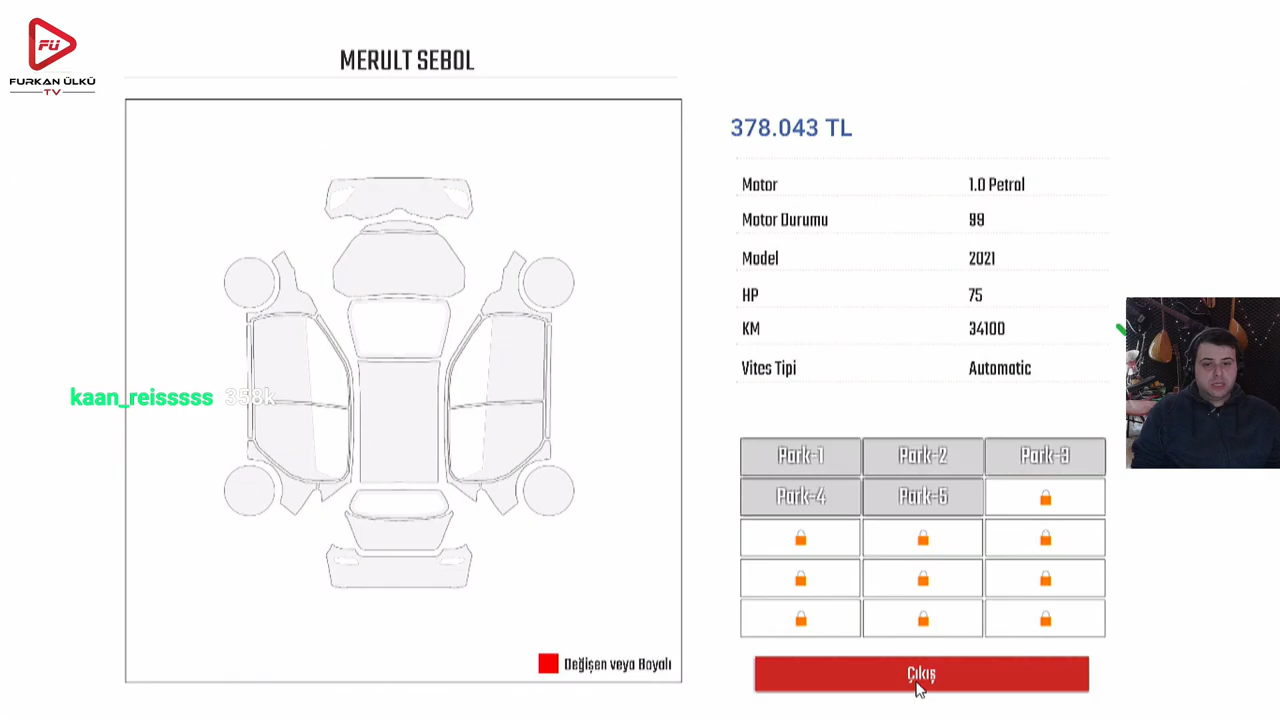 FU
FURKAN ÜLKÜ
TV
MERULT SEBOL
378.043 TL
Motor 1.0 Petrol
Motor Durumu 99
Model 2021
HP 75
KM 34100
Vites Tipi Automatic
kaan_reisssss 358k
Park-1 Park-2 Park-3
Park-4 Park-5
Değişen veya Boyalı
Çıkış